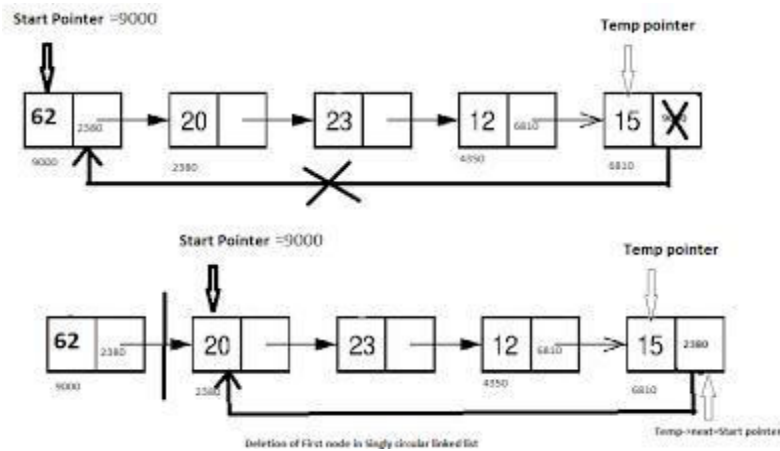 Start Pointer =9000
Temp pointer
62 2380 20 23 12 6810 15
9000 2380 4350 6810
Start Pointer =9000
Temp pointer
62 2380 20 23 12 6810 15 2380
9000 2380 4350 6810
Temp->next=Start pointer
Deletion of First node in Singly circular linked list